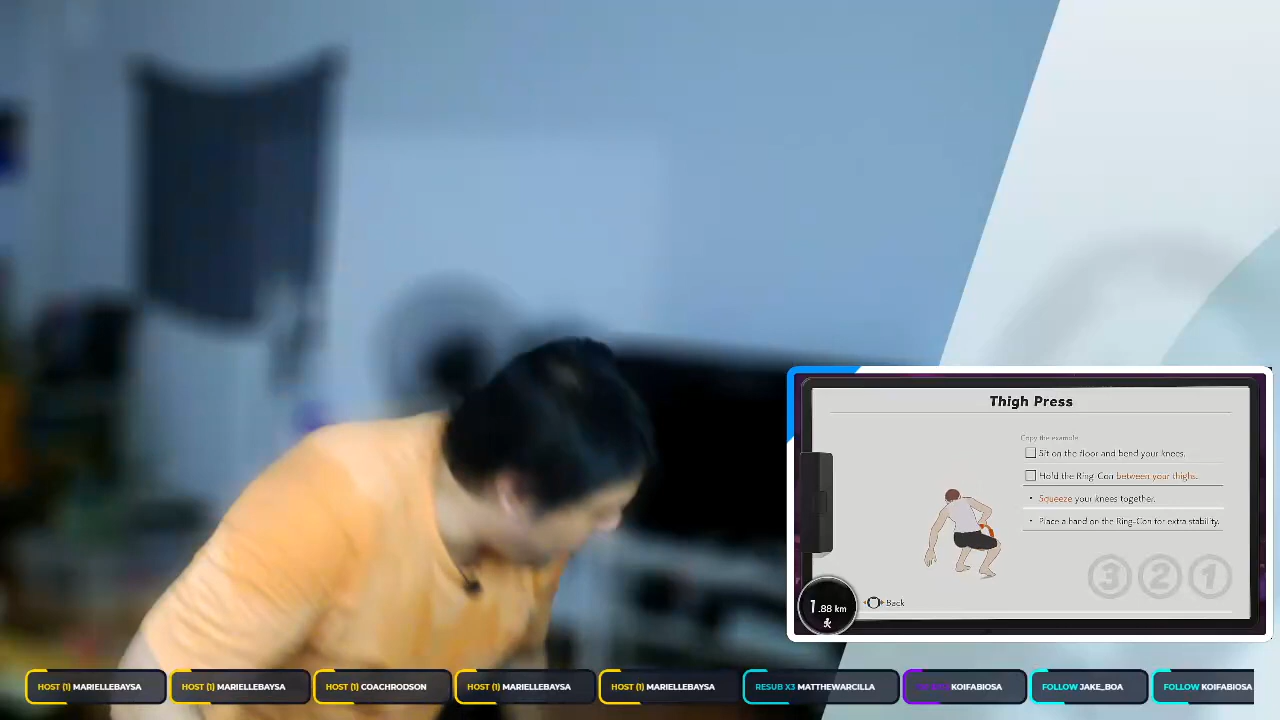 Thigh Press
Copy the example
Sit on the floor and bend your knees.
Hold the Ring-Con between your thighs.
• Squeeze your knees together.
• Place a hand on the Ring-Con for extra stability.
3 2 1
1.88 km
Back
HOST (1) MARIELLEBAYSA
HOST (1) MARIELLEBAYSA
HOST (1) COACHRODSON
HOST (1) MARIELLEBAYSA
HOST (1) MARIELLEBAYSA
RESUB X3 MATTHEWARCILLA
KOIFABIOSA
FOLLOW JAKE_BOA
FOLLOW KOIFABIOSA